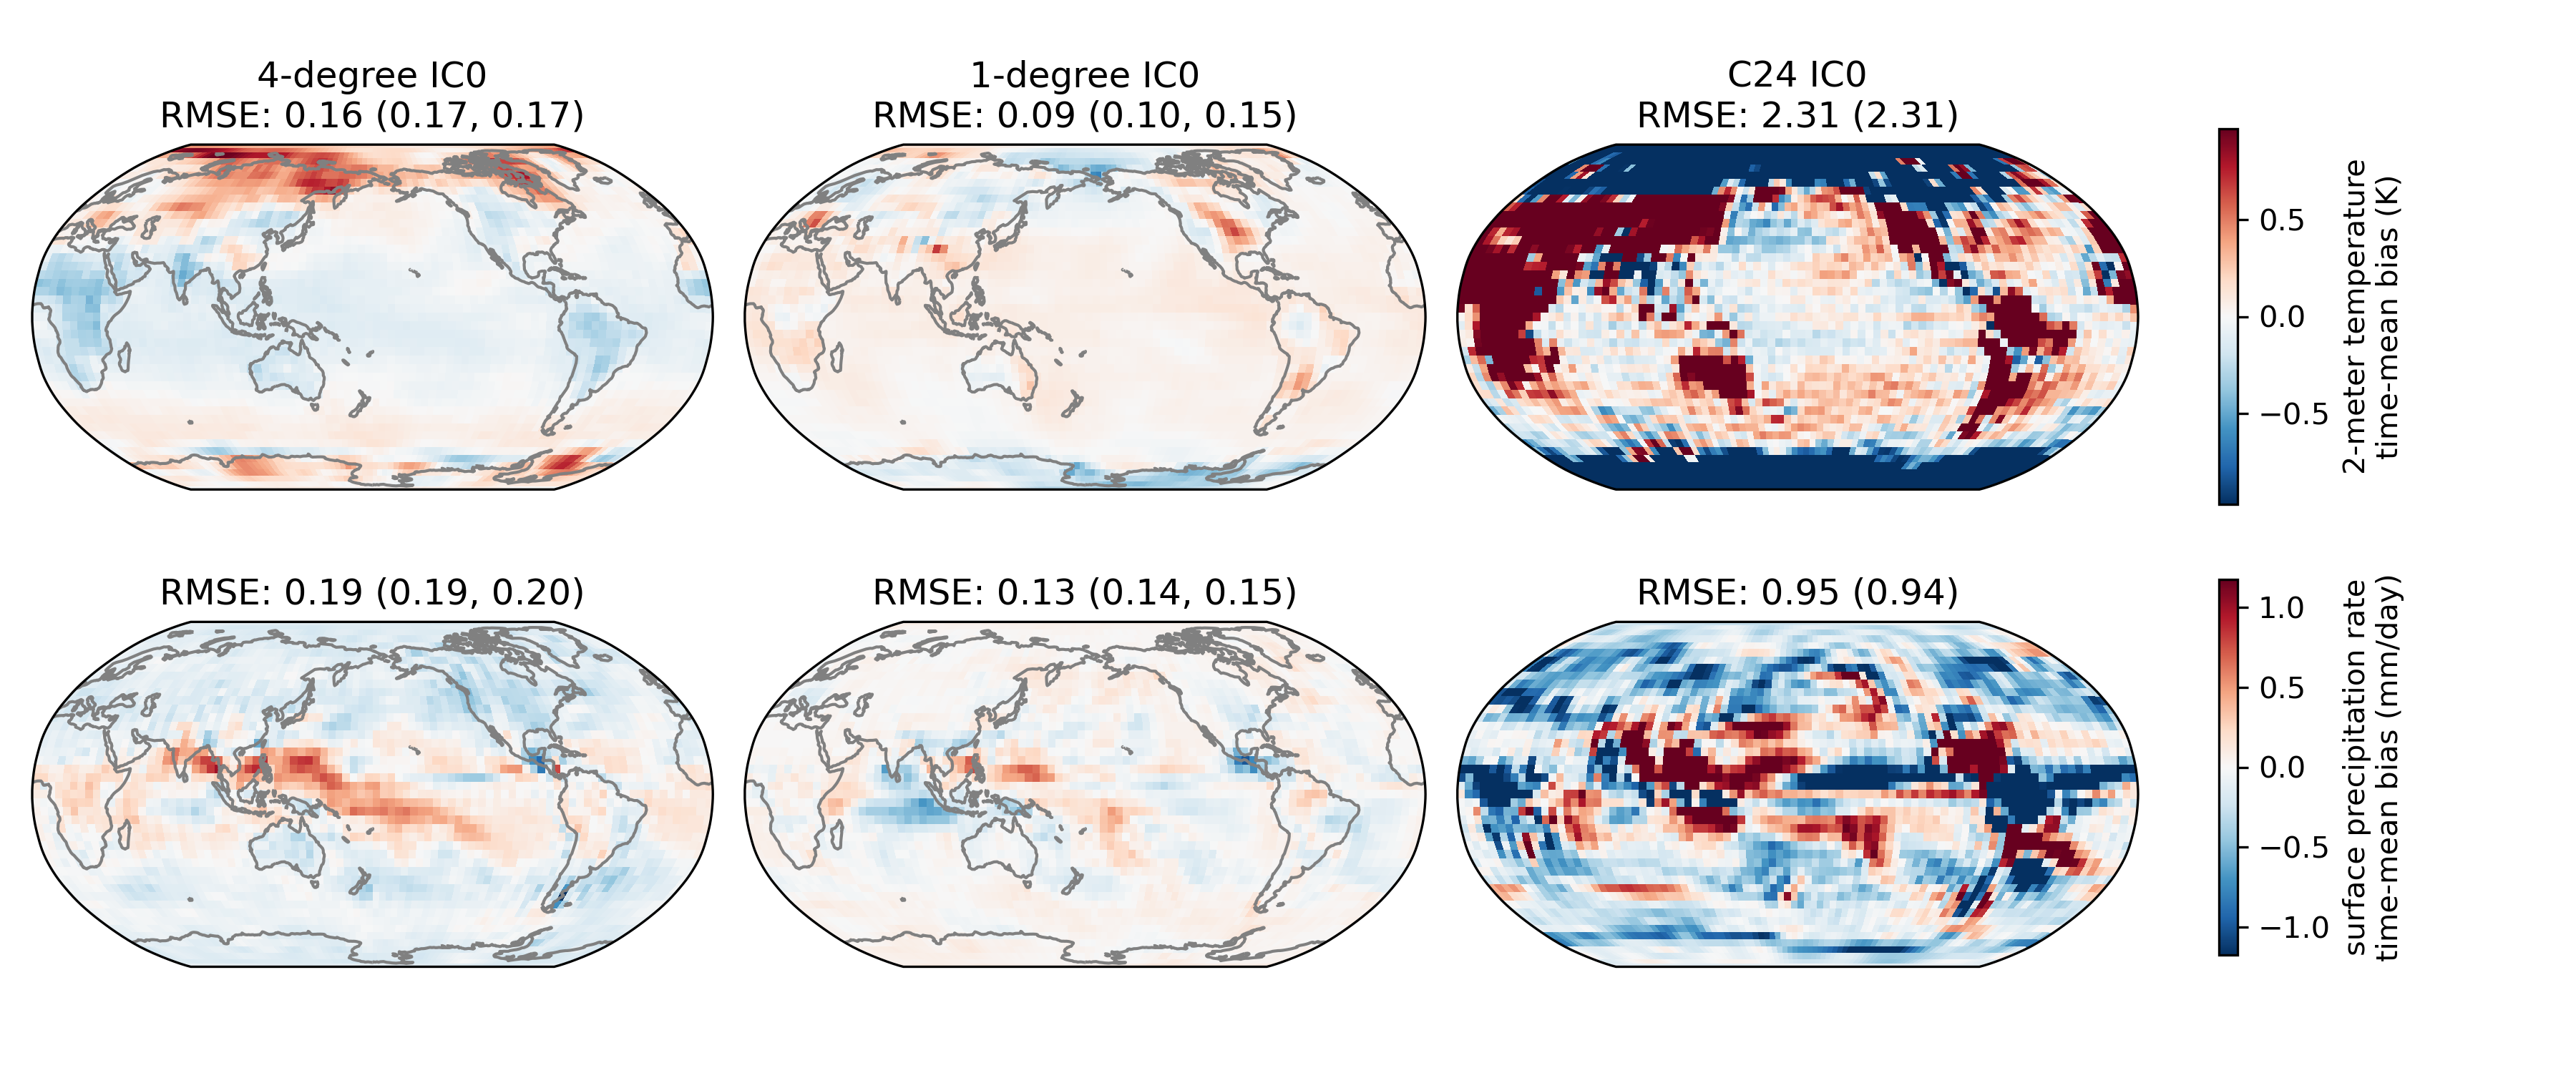 4-degree IC0
RMSE: 0.16 (0.17, 0.17)
1-degree IC0
RMSE: 0.09 (0.10, 0.15)
C24 IC0
RMSE: 2.31 (2.31)
0.5
0.0
−0.5
2-meter temperature
time-mean bias (K)
RMSE: 0.19 (0.19, 0.20)
RMSE: 0.13 (0.14, 0.15)
RMSE: 0.95 (0.94)
1.0
0.5
0.0
−0.5
−1.0
surface precipitation rate
time-mean bias (mm/day)